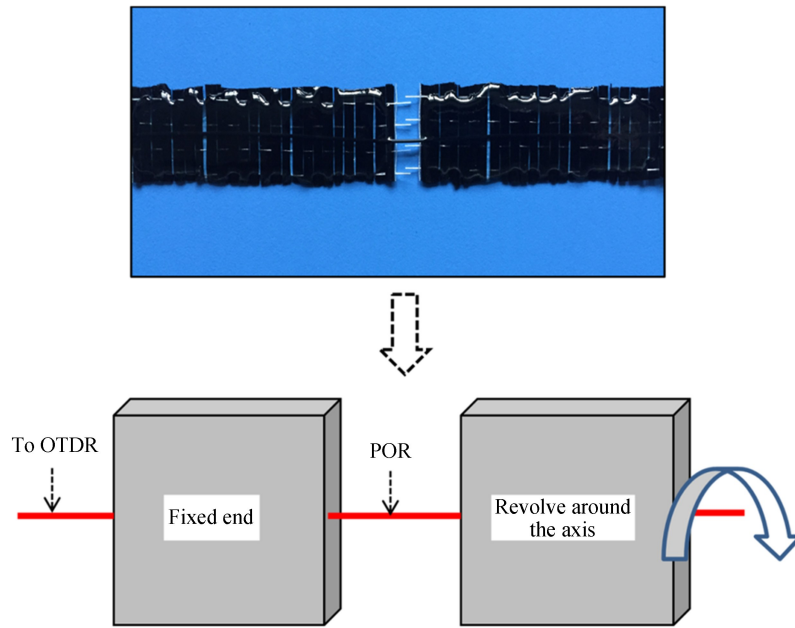 To OTDR
POR
Fixed end
Revolve around
the axis